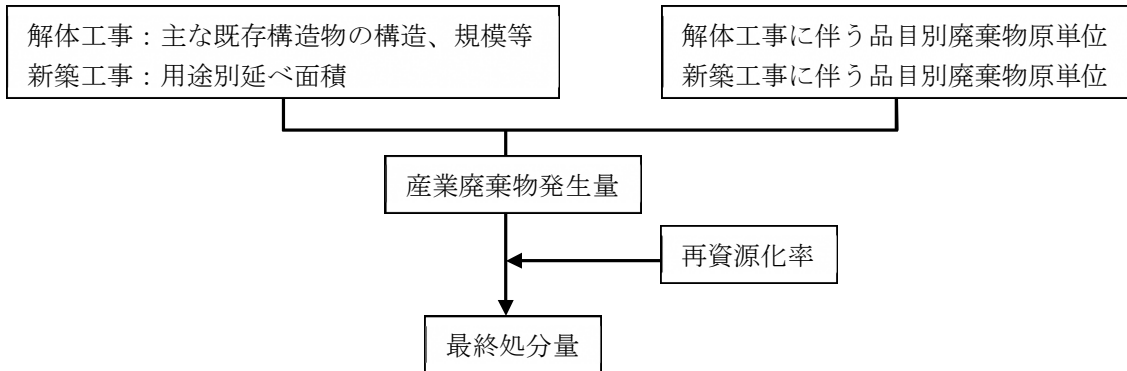 解体工事：主な既存構造物の構造、規模等
新築工事：用途別延べ面積
解体工事に伴う品目別廃棄物原単位
新築工事に伴う品目別廃棄物原単位
産業廃棄物発生量
再資源化率
最終処分量